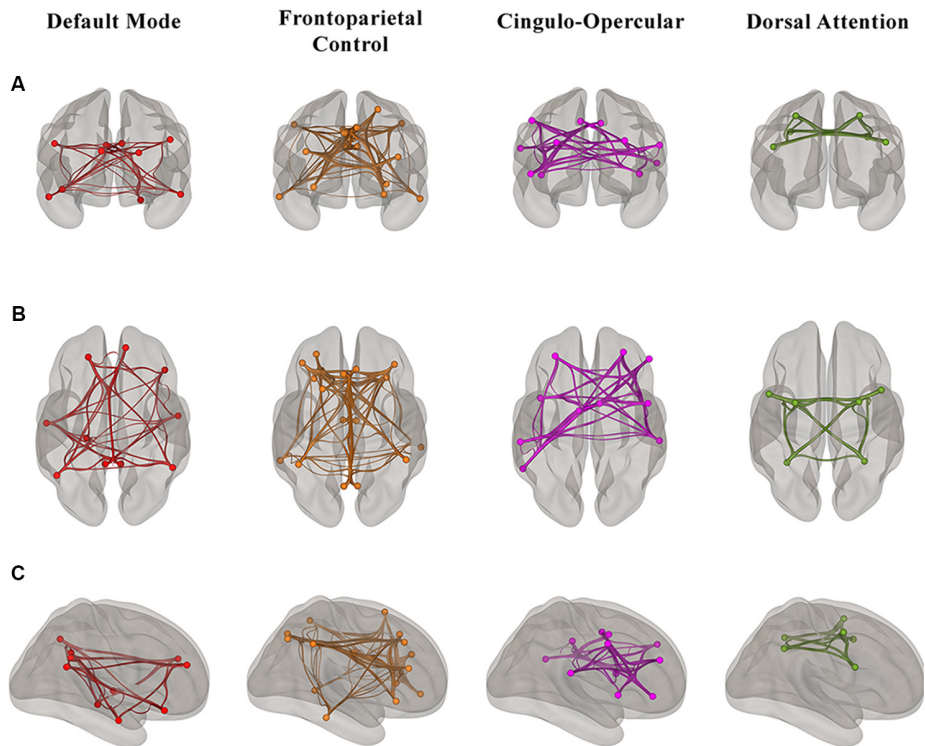 Default Mode
Frontoparietal
Control
Cingulo-Opercular
Dorsal Attention
A
B
C